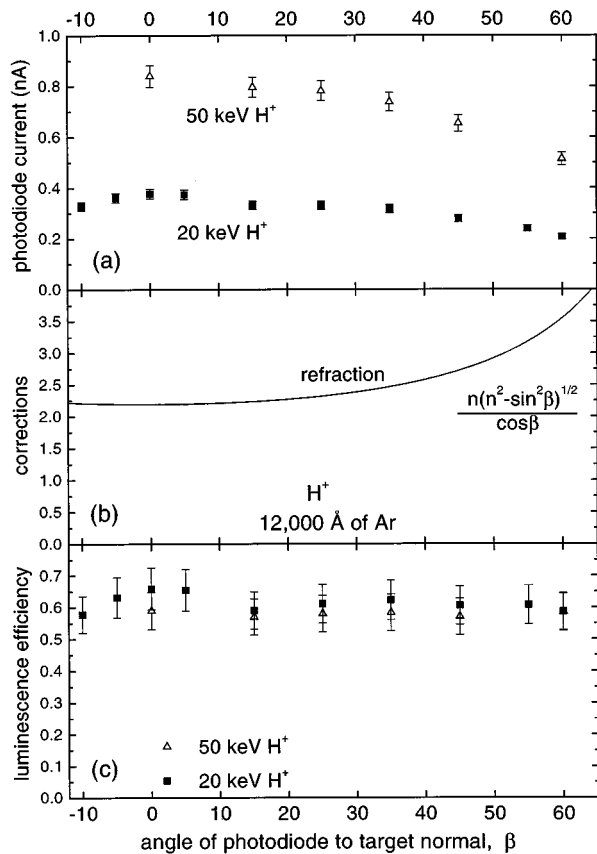 -10 0 10 20 30 40 50 60
1.0
0.8
0.6
0.4
0.2
0.0
photodiode current (nA)
50 keV H⁺
20 keV H⁺
(a)
3.5
3.0
2.5
2.0
1.5
1.0
0.5
0.0
corrections
refraction
n(n²-sin²β)^{1/2}
cosβ
H⁺
12,000 Å of Ar
(b)
0.7
0.6
0.5
0.4
0.3
0.2
0.1
0.0
luminescence efficiency
50 keV H⁺
20 keV H⁺
(c)
-10 0 10 20 30 40 50 60
angle of photodiode to target normal, β